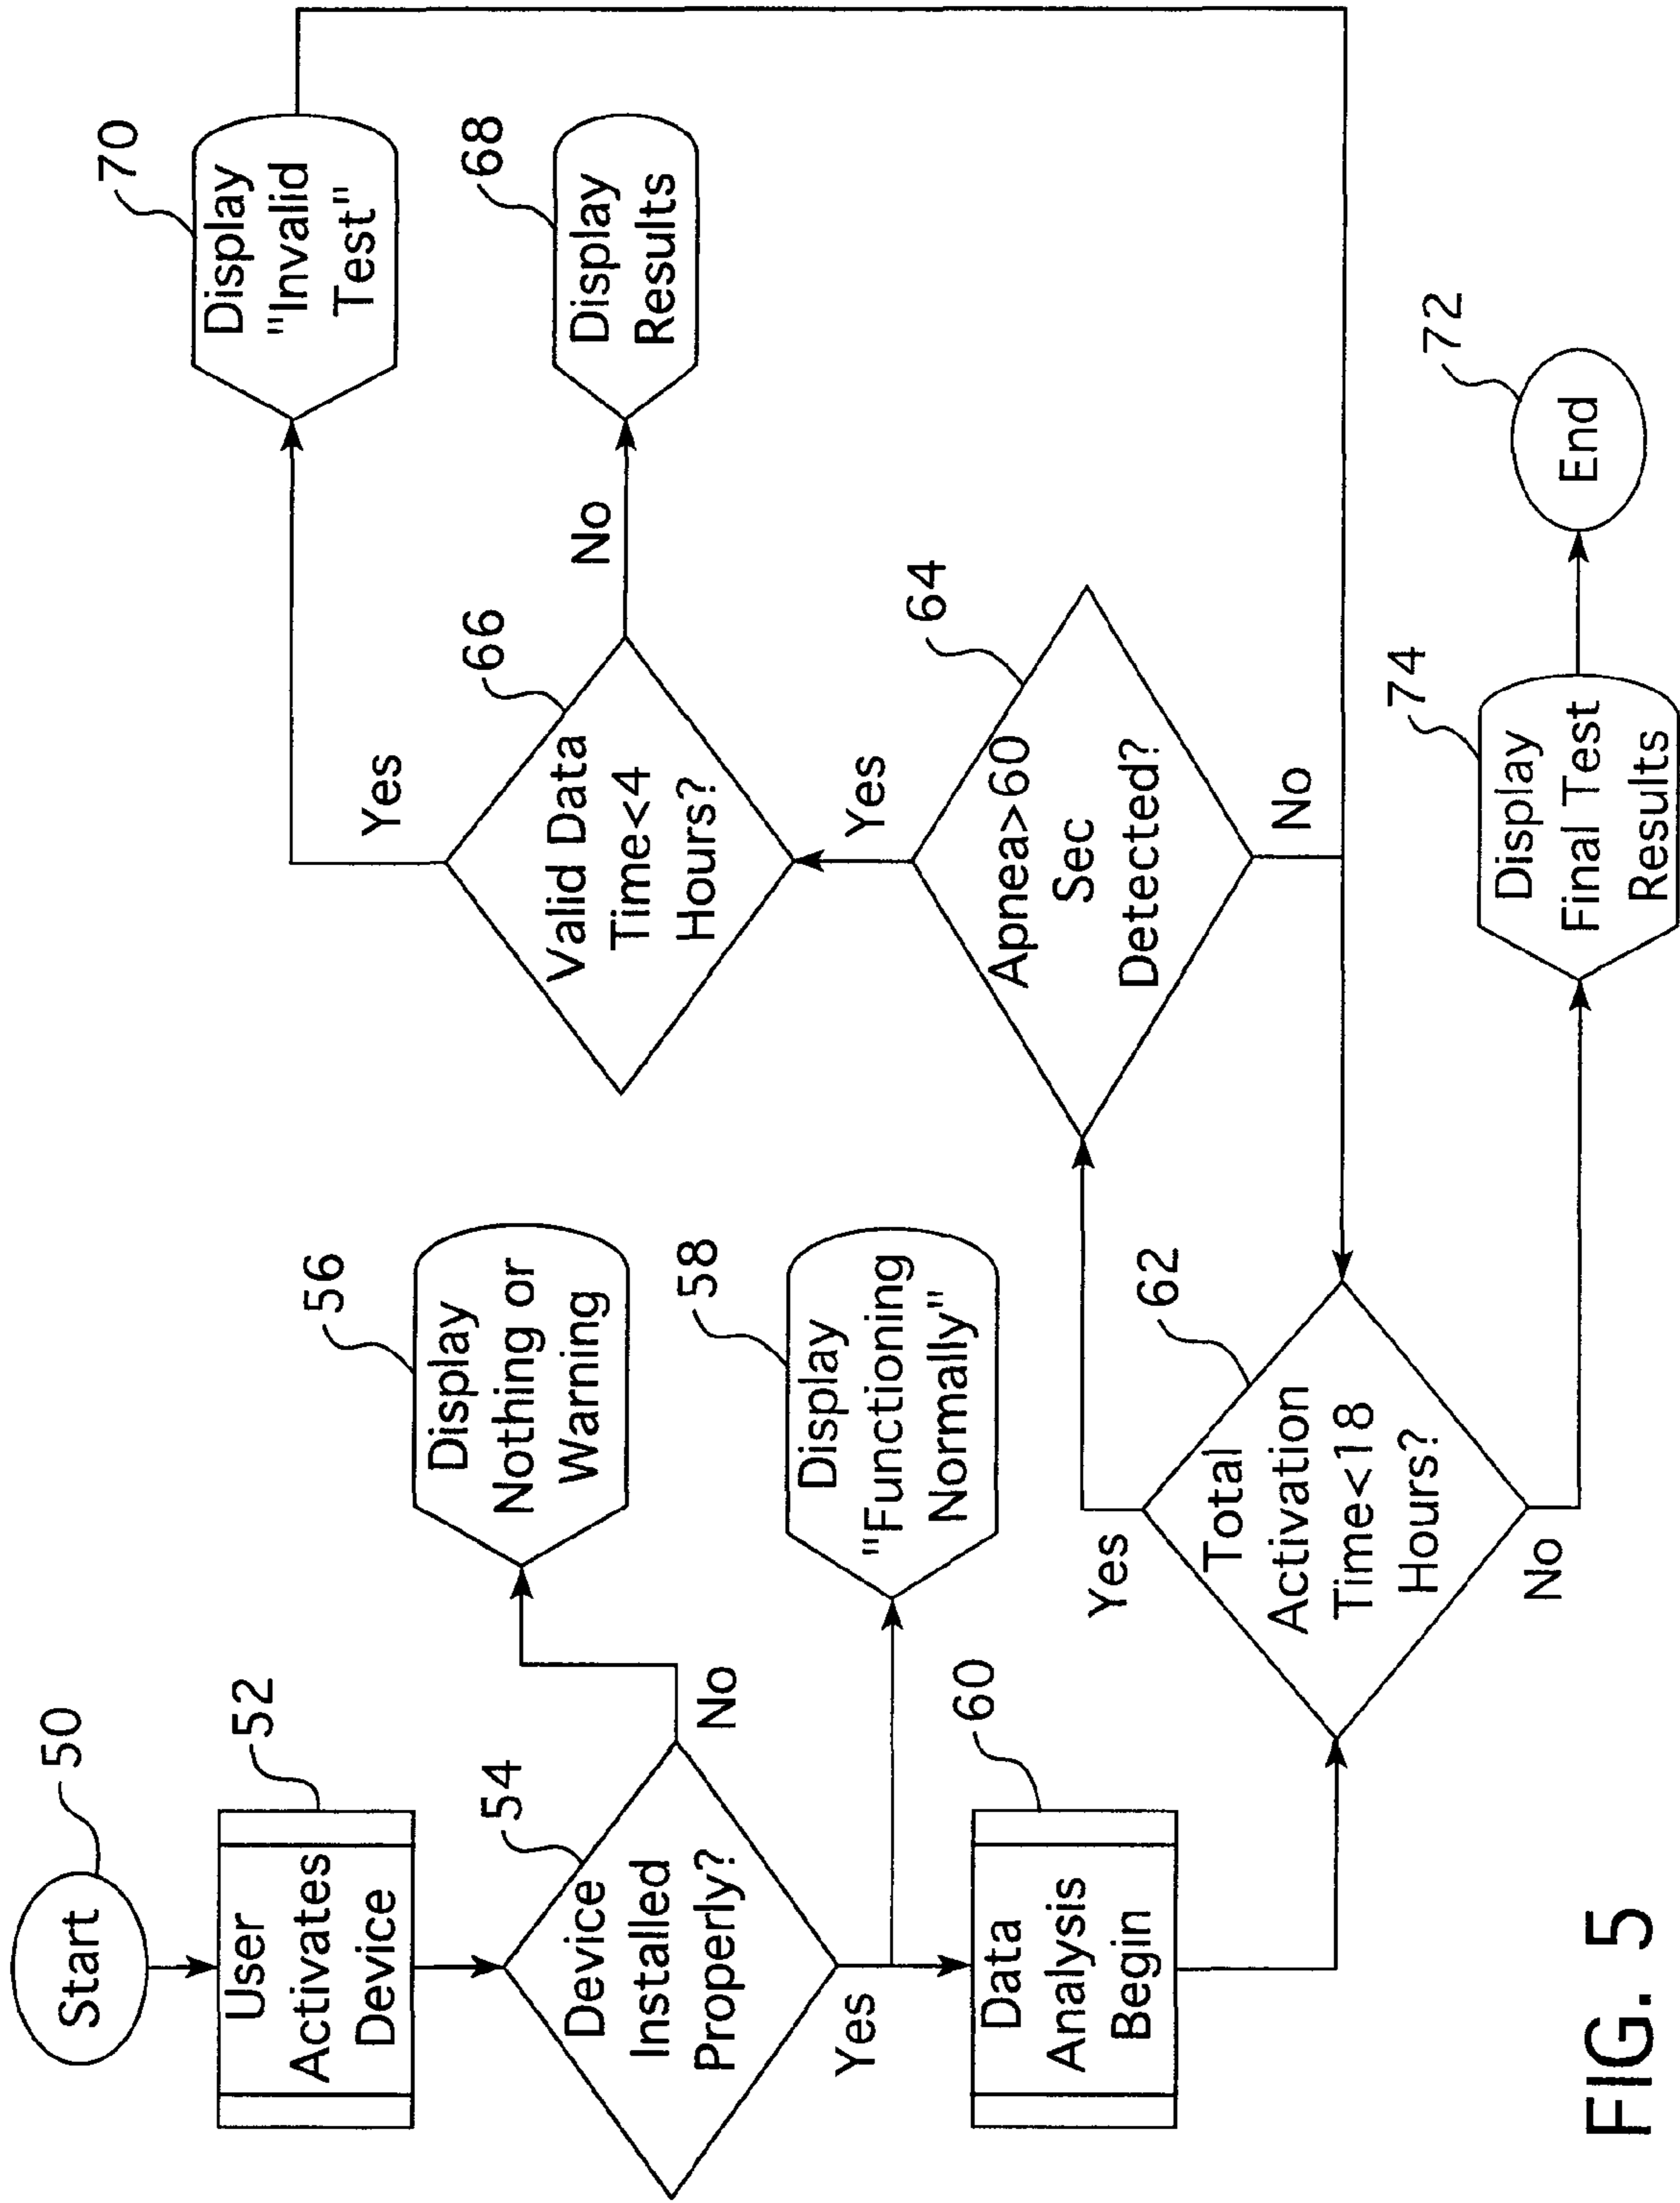 50
Start
52
User
Activates
Device
54
Device
Installed
Properly?
No
Yes
56
Display
Nothing or
Warning
58
Display
"Functioning
Normally"
60
Data
Analysis
Begin
62
Total
Activation
Time<18
Hours?
Yes
No
64
Apnea>60
Sec
Detected?
Yes
No
66
Valid Data
Time<4
Hours?
Yes
No
68
Display
Results
70
Display
"Invalid
Test"
74
Display
Final Test
Results
72
End
FIG. 5